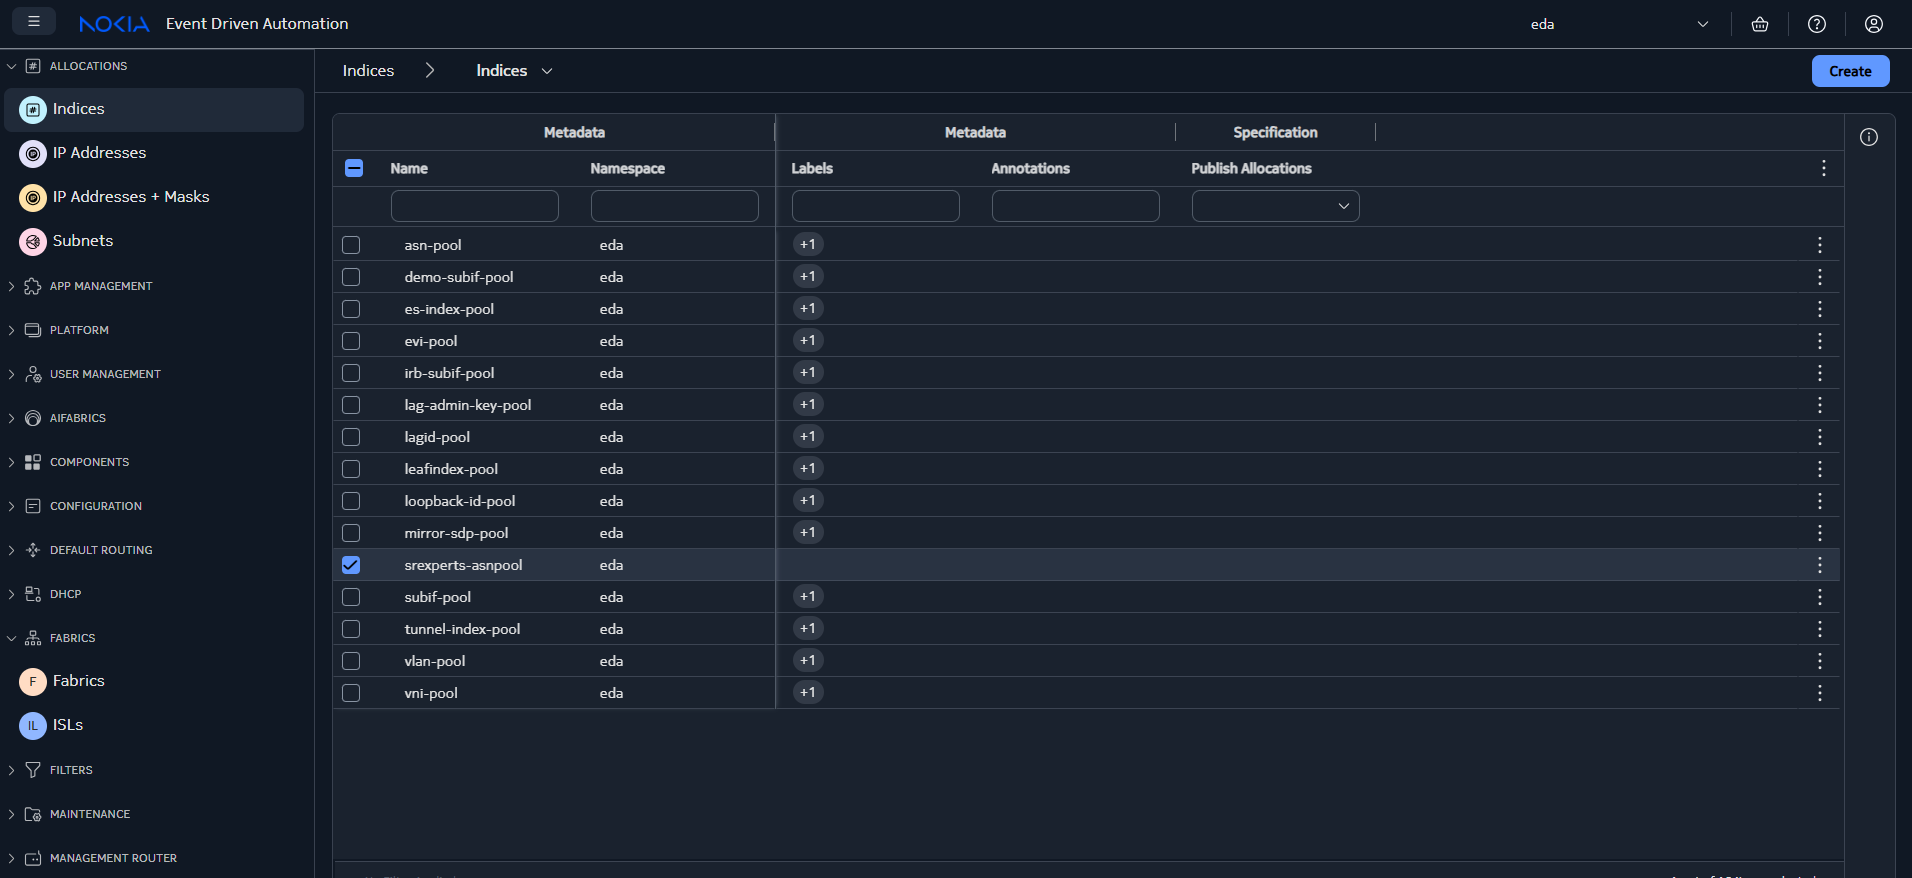 NOKIA Event Driven Automation eda
ALLOCATIONS
Indices
IP Addresses
IP Addresses + Masks
Subnets
APP MANAGEMENT
PLATFORM
USER MANAGEMENT
AIFABRICS
COMPONENTS
CONFIGURATION
DEFAULT ROUTING
DHCP
FABRICS
F Fabrics
IL ISLs
FILTERS
MAINTENANCE
MANAGEMENT ROUTER
Indices Indices Create
Metadata Metadata Specification
Name Namespace Labels Annotations Publish Allocations
asn-pool eda +1
demo-subif-pool eda +1
es-index-pool eda +1
evi-pool eda +1
irb-subif-pool eda +1
lag-admin-key-pool eda +1
lagid-pool eda +1
leafindex-pool eda +1
loopback-id-pool eda +1
mirror-sdp-pool eda +1
srexperts-asnpool eda
subif-pool eda +1
tunnel-index-pool eda +1
vlan-pool eda +1
vni-pool eda +1